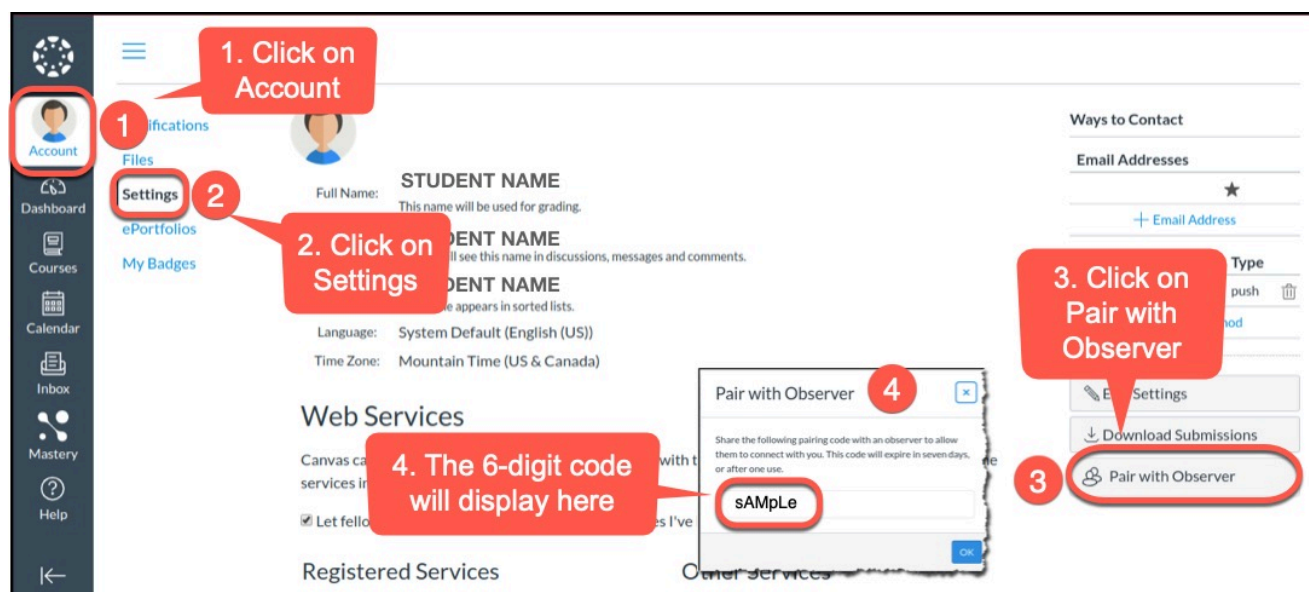 1. Click on
Account
1
Account
Dashboard
Courses
Calendar
Inbox
Mastery
Help
Files
Settings
2
ePortfolios
My Badges
2. Click on
Settings
Full Name:
STUDENT NAME
This name will be used for grading.
DENT NAME
see this name in discussions, messages and comments.
DENT NAME
appears in sorted lists.
Language:
System Default (English (US))
Time Zone:
Mountain Time (US & Canada)
Web Services
Canvas ca
services in
4. The 6-digit code
will display here
with t
Let fello
es I've
Registered Services
Other Services
Pair with Observer
4
Share the following pairing code with an observer to allow
them to connect with you. This code will expire in seven days,
or after one use.
sAMpLe
OK
Ways to Contact
Email Addresses
+ Email Address
Type
push
3. Click on
Pair with
Observer
Settings
Download Submissions
3
Pair with Observer